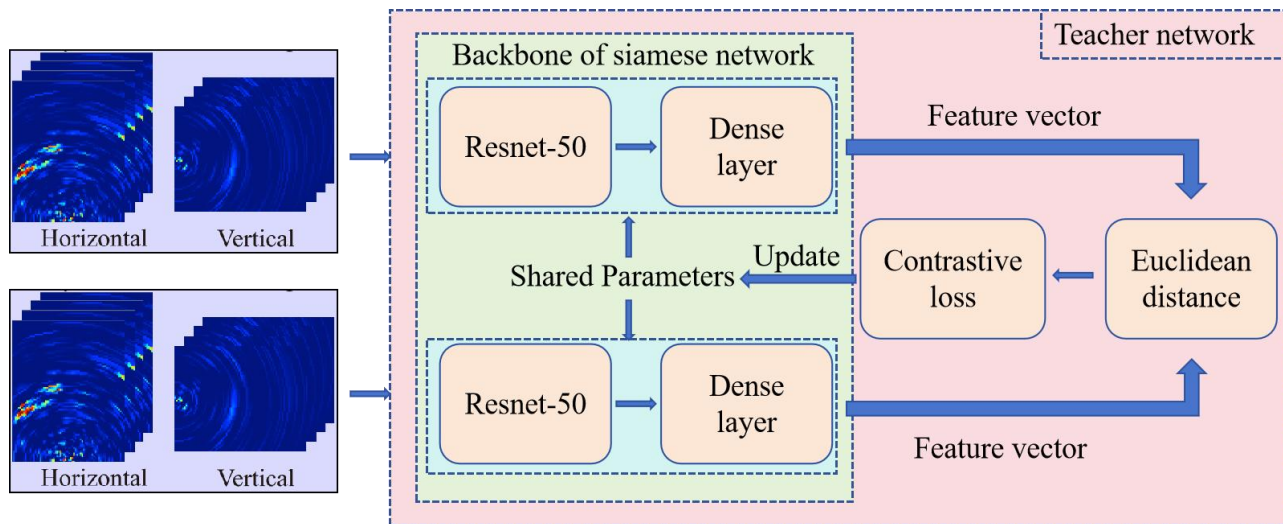 Teacher network
Backbone of siamese network
Resnet-50
Dense
layer
Feature vector
Horizontal
Vertical
Shared Parameters
Update
Contrastive
loss
Euclidean
distance
Resnet-50
Dense
layer
Feature vector
Horizontal
Vertical